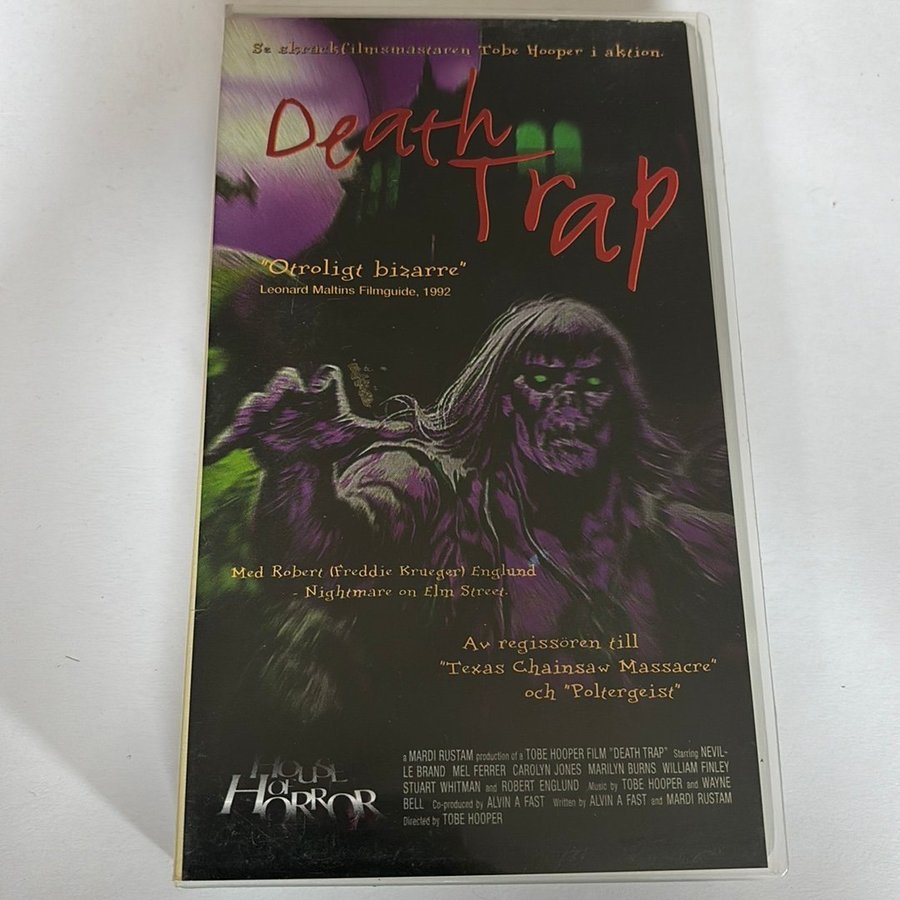 Se skräckfilmsmästaren Tobe Hooper i aktion.
Death
Trap
"Otroligt bizarre"
Leonard Maltins Filmguide, 1992
Med Robert (Freddie Krueger) Englund
- Nightmare on Elm Street.
Av regissören till
"Texas Chainsaw Massacre"
och "Poltergeist"
HOUSE
OF
HORROR
a MARDI RUSTAM production of a TOBE HOOPER FILM "DEATH TRAP" Starring NEVIL-
LE BRAND MEL FERRER CAROLYN JONES MARILYN BURNS WILLIAM FINLEY
STUART WHITMAN and ROBERT ENGLUND Music by TOBE HOOPER and WAYNE
BELL Co-produced by ALVIN A FAST Written by ALVIN A FAST and MARDI RUSTAM
Directed by TOBE HOOPER